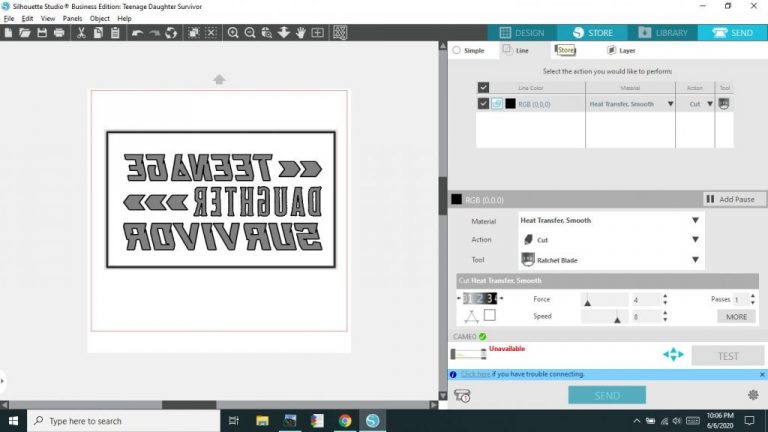 Silhouette Studio® Business Edition: Teenage Daughter Survivor
File Edit View Panels Object Help
DESIGN STORE LIBRARY SEND
Simple Line Store Layer
Select the action you would like to perform:
Line Color Material Action Tool
RGB (0,0,0) Heat Transfer, Smooth Cut
TEENAGE
DAUGHTER
SURVIVOR
RGB (0,0,0) Add Pause
Material Heat Transfer, Smooth
Action Cut
Tool Ratchet Blade
Cut Heat Transfer, Smooth
Force 4 Passes 1
Speed 8 MORE
CAMEO
Unavailable
TEST
Click here if you have trouble connecting.
SEND
Type here to search
10:06 PM
6/6/2020